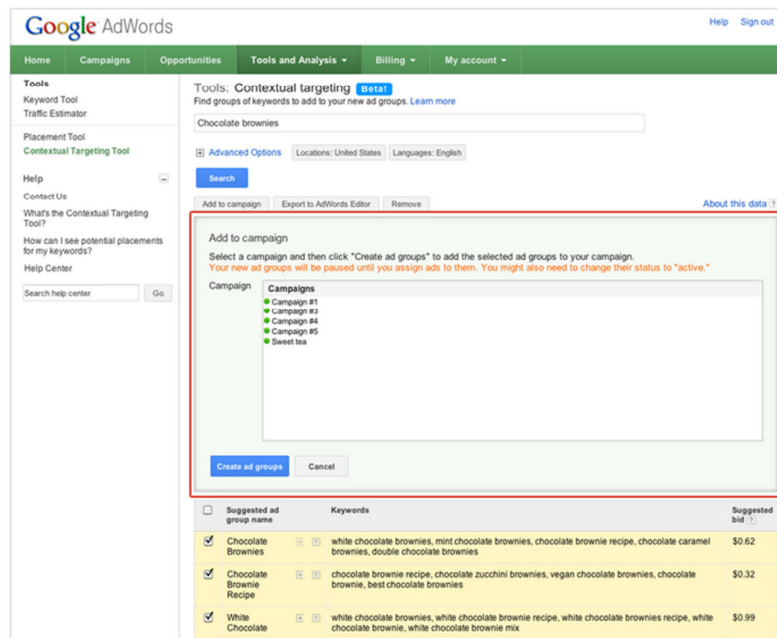 Google AdWords
Help Sign out
Home Campaigns Opportunities Tools and Analysis Billing My account
Tools
Keyword Tool
Traffic Estimator
Placement Tool
Contextual Targeting Tool
Help
Contact Us
What's the Contextual Targeting
Tool?
How can I see potential placements
for my keywords?
Help Center
Search help center Go
Tools: Contextual targeting Beta!
Find groups of keywords to add to your new ad groups. Learn more
Chocolate brownies
Advanced Options Locations: United States Languages: English
Search
Add to campaign Export to AdWords Editor Remove About this data ?
Add to campaign
Select a campaign and then click "Create ad groups" to add the selected ad groups to your campaign.
Your new ad groups will be paused until you assign ads to them. You might also need to change their status to "active."
Campaign Campaigns
Campaign #1
Campaign #3
Campaign #4
Campaign #5
Sweet tea
Create ad groups Cancel
Suggested ad
group name
Keywords
Suggested
bid ?
Chocolate
Brownies
white chocolate brownies, mint chocolate brownies, chocolate brownie recipe, chocolate caramel
brownies, double chocolate brownies
$0.62
Chocolate
Brownie
Recipe
chocolate brownie recipe, chocolate zucchini brownies, vegan chocolate brownies, chocolate
brownie, best chocolate brownies
$0.32
White
Chocolate
white chocolate brownies, white chocolate brownie recipe, white chocolate brownies recipe, white
chocolate brownie, white chocolate brownie mix
$0.99